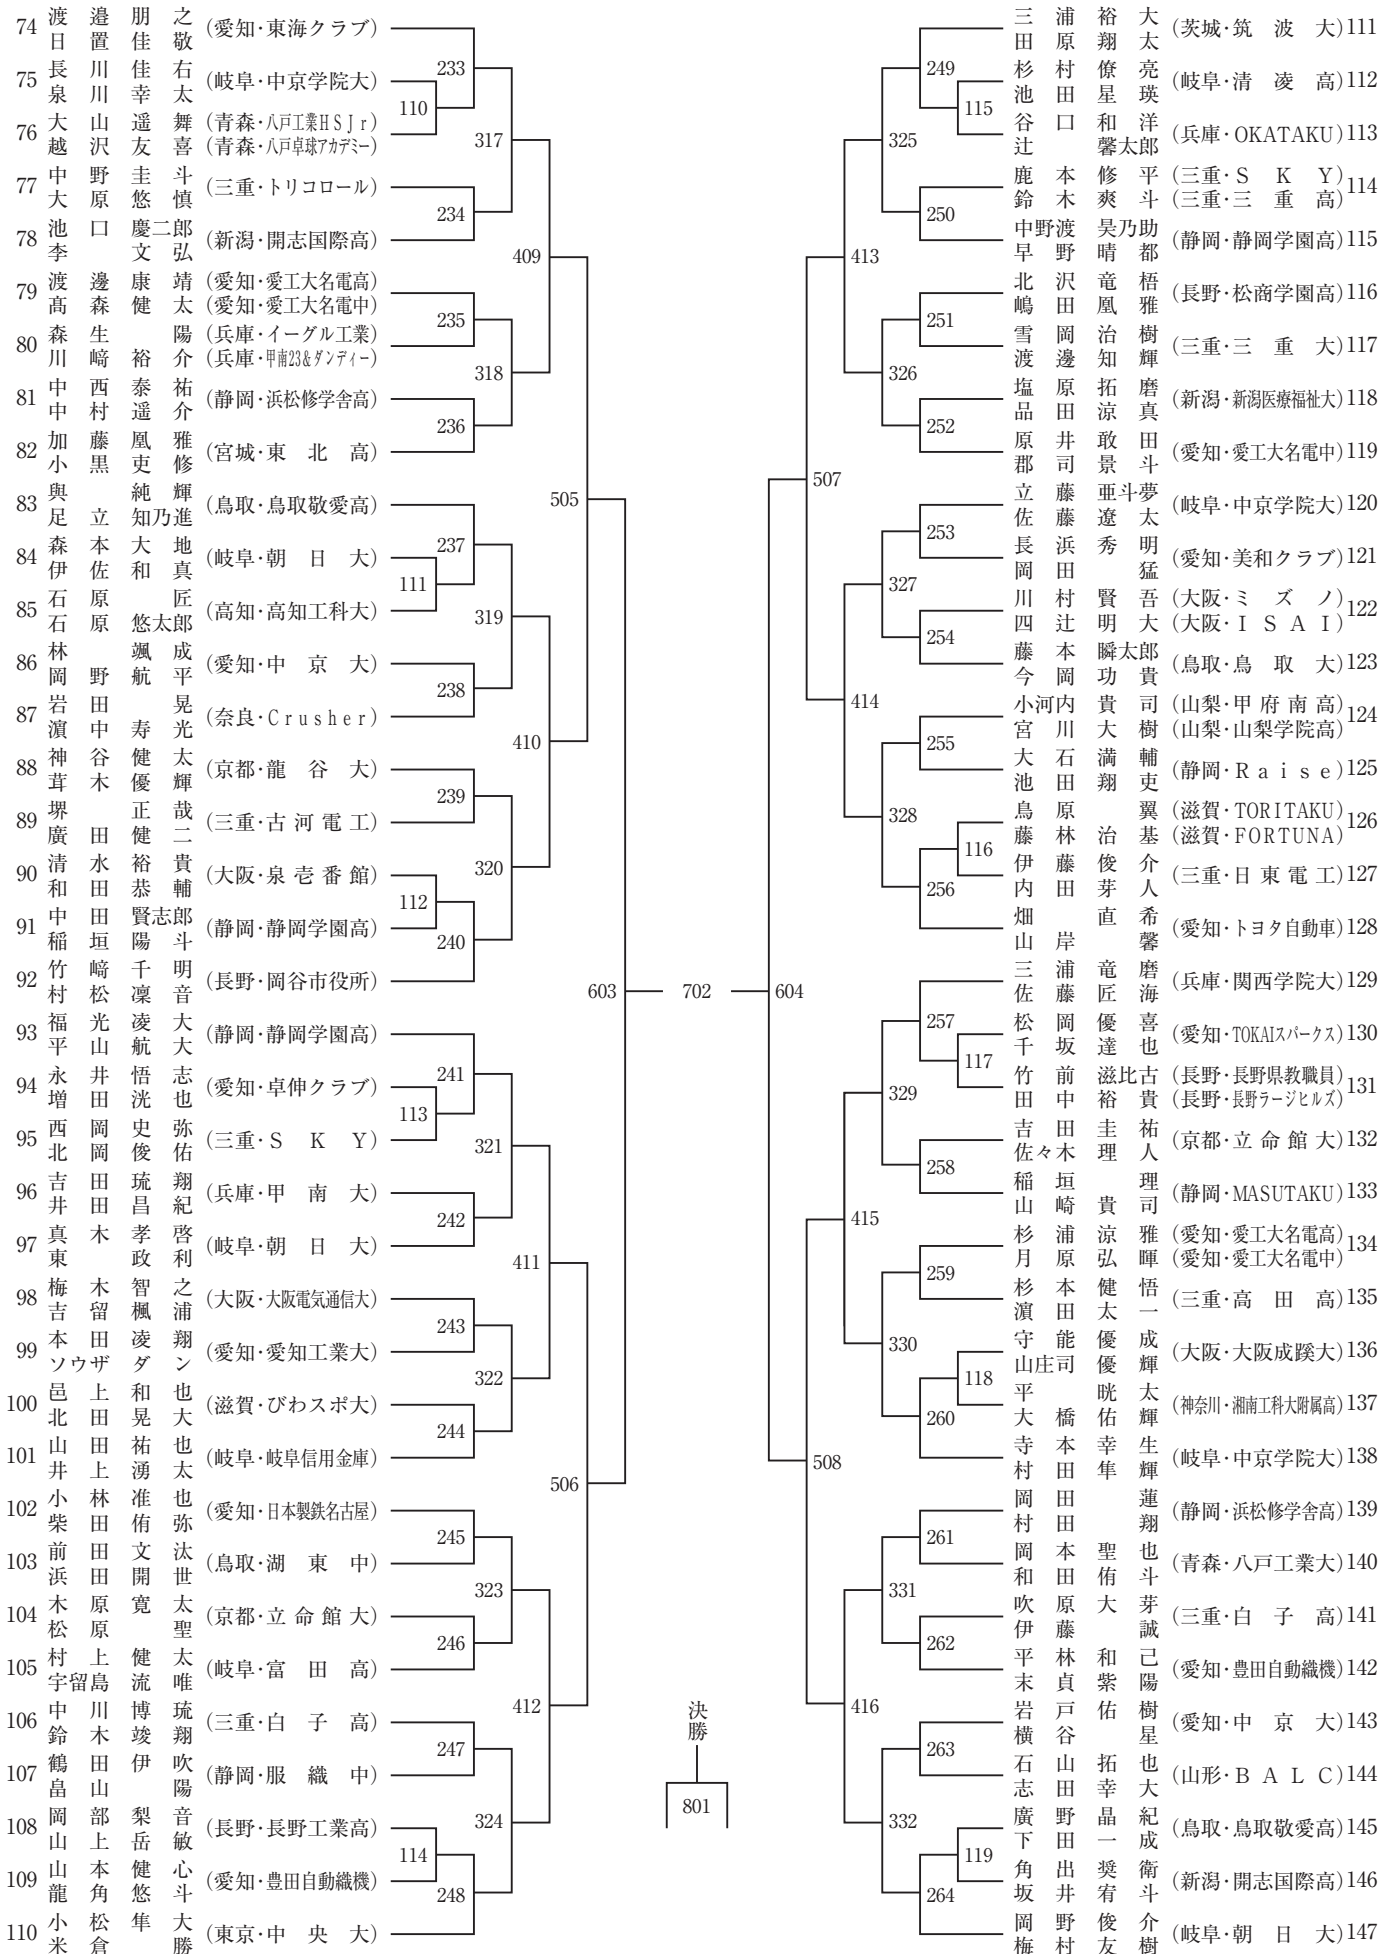 74 渡邉朋之 (愛知・東海クラブ)
日置佳敬
75 長川佳右 (岐阜・中京学院大)
泉川幸太
76 大山遥舞 (青森・八戸工業HSJr)
越沢友喜 (青森・八戸卓球アカデミー)
77 中野圭斗 (三重・トリコロール)
大原悠慎
78 池口慶二郎 (新潟・開志国際高)
李文弘
79 渡邊康靖 (愛知・愛工大名電高)
髙森健太 (愛知・愛工大名電中)
80 森生陽 (兵庫・イーグル工業)
川﨑裕介 (兵庫・甲南23&ダンディー)
81 中西泰祐 (静岡・浜松修学舎高)
中村遥介
82 加藤凰雅 (宮城・東北高)
小黒吏修
83 與純輝 (鳥取・鳥取敬愛高)
足立知乃進
84 森本大地 (岐阜・朝日大)
伊佐和真
85 石原匠 (高知・高知工科大)
石原悠太郎
86 林颯成 (愛知・中京大)
岡野航平
87 岩田晃 (奈良・Crusher)
濵中寿光
88 神谷健太 (京都・龍谷大)
茸木優輝
89 堺正哉 (三重・古河電工)
廣田健二
90 清水裕貴 (大阪・泉壱番館)
和田恭輔
91 中田賢志郎 (静岡・静岡学園高)
稲垣陽斗
92 竹﨑千明 (長野・岡谷市役所)
村松凜音
93 福光凌大 (静岡・静岡学園高)
平山航大
94 永井悟志 (愛知・卓伸クラブ)
増田洸也
95 西岡史弥 (三重・SKY)
北岡俊佑
96 吉田琉翔 (兵庫・甲南大)
井田昌紀
97 真木孝啓 (岐阜・朝日大)
東政利
98 梅木智之 (大阪・大阪電気通信大)
吉留楓浦
99 本田凌翔 (愛知・愛知工業大)
ソウザダン
100 邑上和也 (滋賀・びわスポ大)
北田晃大
101 山田祐也 (岐阜・岐阜信用金庫)
井上湧太
102 小林准也 (愛知・日本製鉄名古屋)
柴田侑弥
103 前田文汰 (鳥取・湖東中)
浜田開世
104 木原寛太 (京都・立命館大)
松原聖
105 村上健太 (岐阜・富田高)
宇留島流唯
106 中川博琉 (三重・白子高)
鈴木竣翔
107 鶴田伊吹 (静岡・服織中)
畠山陽
108 岡部梨音 (長野・長野工業高)
山上岳敏
109 山本健心 (愛知・豊田自動織機)
龍角悠斗
110 小松隼大 (東京・中央大)
米倉勝
110
111
112
113
114
233
234
235
236
237
238
239
240
241
242
243
244
245
246
247
248
317
318
319
320
321
322
323
324
409
410
411
412
505
506
603
702
604
決勝
801
507
508
413
414
415
416
325
326
327
328
329
330
331
332
249
250
251
252
253
254
255
256
257
258
259
260
261
262
263
264
115
116
117
118
119
三浦裕大 (茨城・筑波大) 111
田原翔太
杉村僚亮 (岐阜・清凌高) 112
池田星瑛
谷口和洋 (兵庫・OKATAKU) 113
辻馨太郎
鹿本修平 (三重・SKY) 114
鈴木爽斗 (三重・三重高)
中野渡昊乃助 (静岡・静岡学園高) 115
早野晴都
北沢竜梧 (長野・松商学園高) 116
嶋田凰雅
雪岡治樹 (三重・三重大) 117
渡邊知輝
塩原拓磨 (新潟・新潟医療福祉大) 118
品田涼真
原井敢田 (愛知・愛工大名電中) 119
郡司景斗
立藤亜斗夢 (岐阜・中京学院大) 120
佐藤遼太
長浜秀明 (愛知・美和クラブ) 121
岡田猛
川村賢吾 (大阪・ミズノ) 122
四辻明大 (大阪・ISAI)
藤本瞬太郎 (鳥取・鳥取大) 123
今岡功貴
小河内貴司 (山梨・甲府南高) 124
宮川大樹 (山梨・山梨学院高)
大石満輔 (静岡・Raise) 125
池田翔吏
鳥原翼 (滋賀・TORITAKU) 126
藤林治基 (滋賀・FORTUNA)
伊藤俊介 (三重・日東電工) 127
内田芽人
畑直希 (愛知・トヨタ自動車) 128
山岸馨
三浦竜磨 (兵庫・関西学院大) 129
佐藤匠海
松岡優喜 (愛知・TOKAIスパークス) 130
千坂達也
竹前滋比古 (長野・長野県教職員) 131
田中裕貴 (長野・長野ラージヒルズ)
吉田圭祐 (京都・立命館大) 132
佐々木理人
稲垣理 (静岡・MASUTAKU) 133
山崎貴司
杉浦涼雅 (愛知・愛工大名電高) 134
月原弘暉 (愛知・愛工大名電中)
杉本健悟 (三重・高田高) 135
濵田太一
守能優成 (大阪・大阪成蹊大) 136
山庄司優輝
平晄太 (神奈川・湘南工科大附属高) 137
大橋佑輝
寺本幸生 (岐阜・中京学院大) 138
村田隼輝
岡田蓮 (静岡・浜松修学舎高) 139
村田翔
岡本聖也 (青森・八戸工業大) 140
和田侑斗
吹原大芽 (三重・白子高) 141
伊藤誠
平林和己 (愛知・豊田自動織機) 142
末貞紫陽
岩戸佑樹 (愛知・中京大) 143
横谷星
石山拓也 (山形・BALC) 144
志田幸大
廣野晶紀 (鳥取・鳥取敬愛高) 145
下田一成
角出奨衛 (新潟・開志国際高) 146
坂井宥斗
岡野俊介 (岐阜・朝日大) 147
梅村友樹